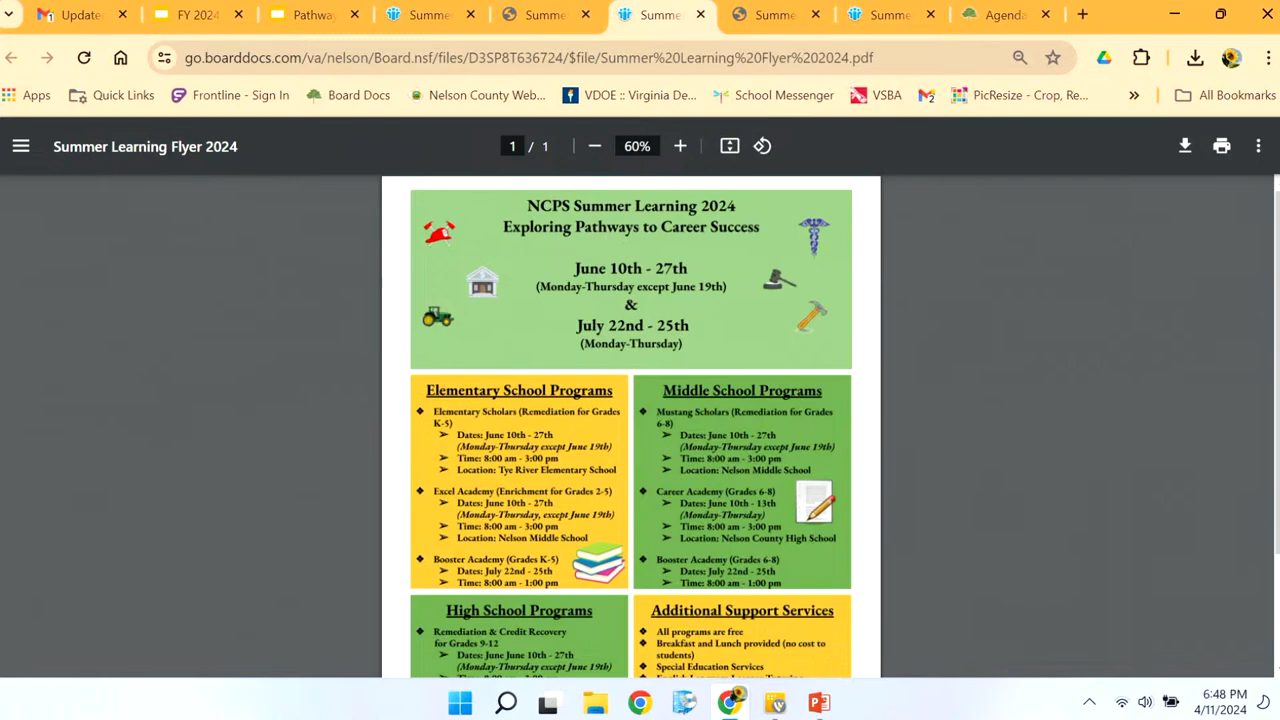 Update
FY 2024
Pathway
Summe
Summe
Summe
Summe
Summe
Agenda
go.boarddocs.com/va/nelson/Board.nsf/files/D3SP8T636724/$file/Summer%20Learning%20Flyer%202024.pdf
Apps
Quick Links
Frontline - Sign In
Board Docs
Nelson County Web...
VDOE :: Virginia De...
School Messenger
VSBA
PicResize - Crop, Re...
All Bookmarks
Summer Learning Flyer 2024
1 / 1
60%
NCPS Summer Learning 2024
Exploring Pathways to Career Success
June 10th - 27th
(Monday-Thursday except June 19th)
&
July 22nd - 25th
(Monday-Thursday)
Elementary School Programs
Elementary Scholars (Remediation for Grades
K-5)
Dates: June 10th - 27th
(Monday-Thursday except June 19th)
Time: 8:00 am - 3:00 pm
Location: Tye River Elementary School
Excel Academy (Enrichment for Grades 2-5)
Dates: June 10th - 27th
(Monday-Thursday, except June 19th)
Time: 8:00 am - 3:00 pm
Location: Nelson Middle School
Booster Academy (Grades K-5)
Dates: July 22nd - 25th
Time: 8:00 am - 1:00 pm
Middle School Programs
Mustang Scholars (Remediation for Grades
6-8)
Dates: June 10th - 27th
(Monday-Thursday except June 19th)
Time: 8:00 am - 3:00 pm
Location: Nelson Middle School
Career Academy (Grades 6-8)
Dates: June 10th - 13th
(Monday-Thursday)
Time: 8:00 am - 3:00 pm
Location: Nelson County High School
Booster Academy (Grades 6-8)
Dates: July 22nd - 25th
Time: 8:00 am - 1:00 pm
High School Programs
Remediation & Credit Recovery
for Grades 9-12
Dates: June June 10th - 27th
(Monday-Thursday except June 19th)
Additional Support Services
All programs are free
Breakfast and Lunch provided (no cost to
students)
Special Education Services
6:48 PM
4/11/2024